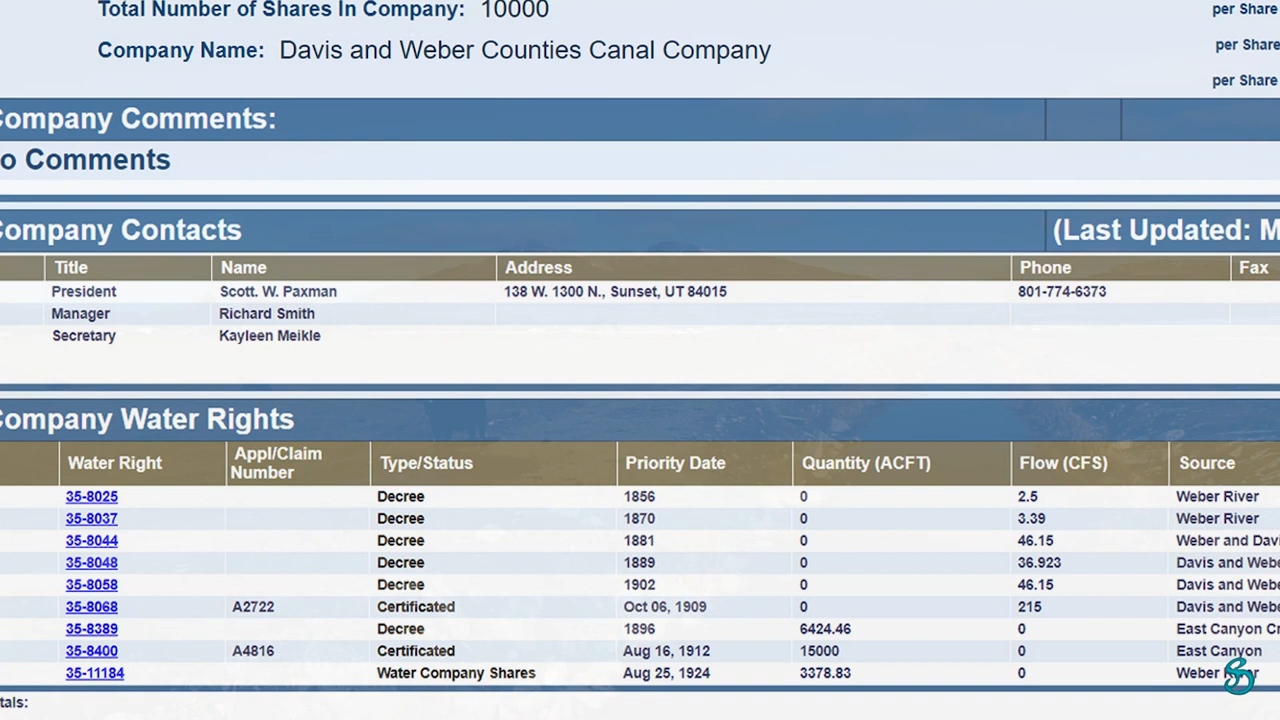 Total Number of Shares In Company: 10000 per Share
Company Name: Davis and Weber Counties Canal Company per Share
per Share
Company Comments:
o Comments
Company Contacts (Last Updated: M
Title Name Address Phone Fax
President Scott. W. Paxman 138 W. 1300 N., Sunset, UT 84015 801-774-6373
Manager Richard Smith
Secretary Kayleen Meikle
Company Water Rights
Water Right Appl/Claim Number Type/Status Priority Date Quantity (ACFT) Flow (CFS) Source
35-8025 Decree 1856 0 2.5 Weber River
35-8037 Decree 1870 0 3.39 Weber River
35-8044 Decree 1881 0 46.15 Weber and Davi
35-8048 Decree 1889 0 36.923 Davis and Webe
35-8058 Decree 1902 0 46.15 Davis and Webe
35-8068 A2722 Certificated Oct 06, 1909 0 215 Davis and Webe
35-8389 Decree 1896 6424.46 0 East Canyon Cr
35-8400 A4816 Certificated Aug 16, 1912 15000 0 East Canyon
35-11184 Water Company Shares Aug 25, 1924 3378.83 0 Weber River
tals: